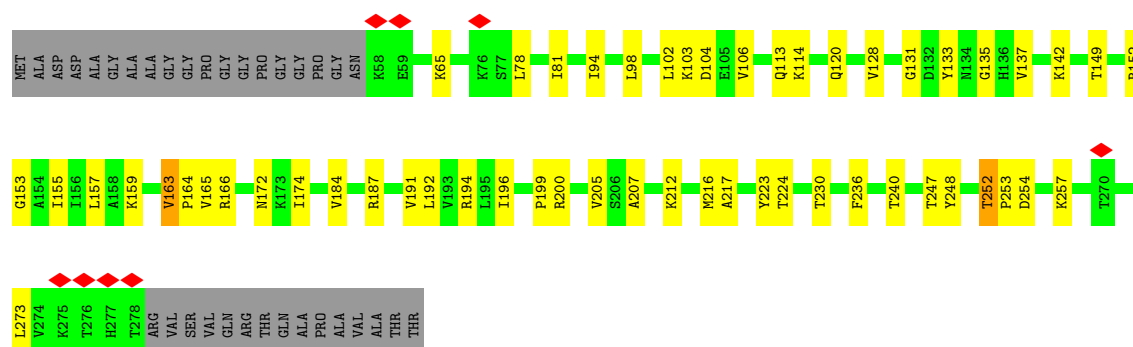 MET ALA ASP ASP ALA GLY ALA ALA GLY GLY PRO GLY GLY PRO GLY GLY PRO GLY ASN K58 E59 K65 K76 S77 L78 I81 I94 L98 L102 K103 D104 E105 V106 Q113 K114 Q120 V128 G131 D132 Y133 N134 G135 H136 V137 K142 T149
G153 A154 I155 I156 L157 A158 K159 V163 P164 V165 R166 N172 K173 I174 V184 R187 V191 L192 V193 R194 L195 I196 P199 R200 V205 S206 A207 K212 M216 A217 Y223 T224 T230 F236 T240 T247 Y248 T252 P253 D254 K257 T270
L273 V274 K275 T276 H277 T278 ARG VAL SER VAL GLN ARG THR GLN ALA PRO ALA VAL ALA THR THR